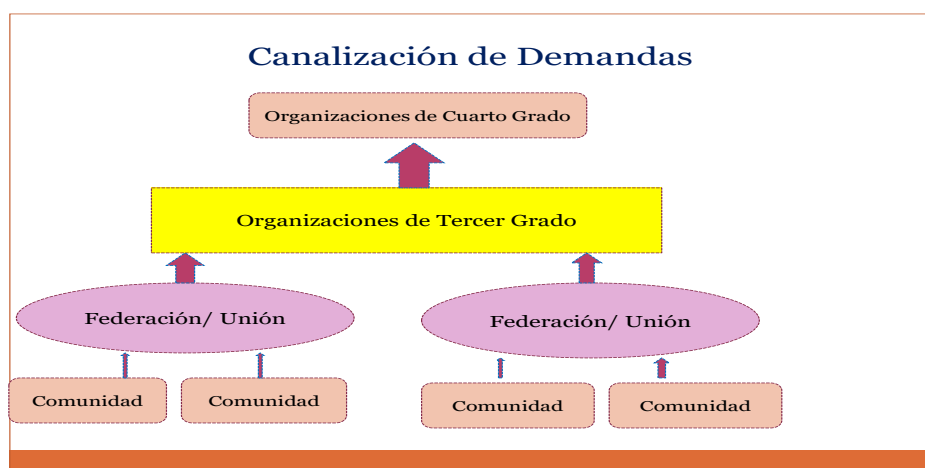 Canalización de Demandas
Organizaciones de Cuarto Grado
Organizaciones de Tercer Grado
Federación/ Unión
Federación/ Unión
Comunidad
Comunidad
Comunidad
Comunidad